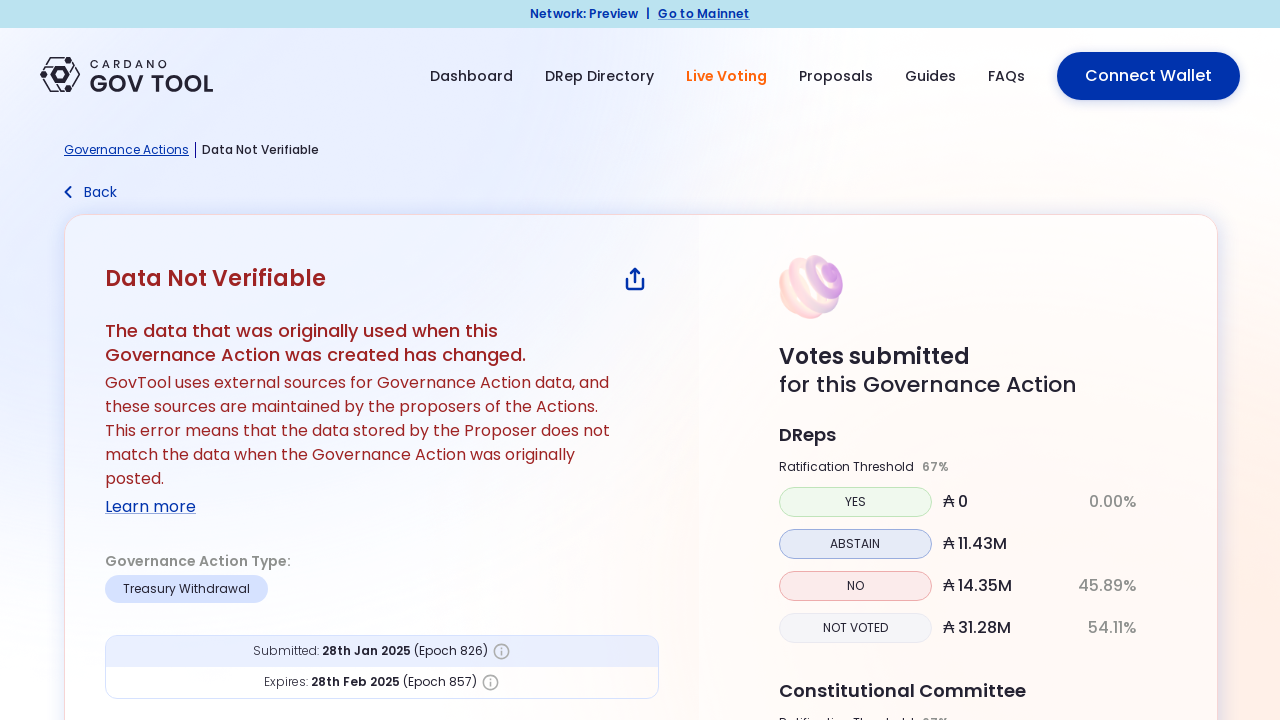 Network: Preview | Go to Mainnet
CARDANO
GOV TOOL
Dashboard
DRep Directory
Live Voting
Proposals
Guides
FAQs
Connect Wallet
Governance Actions | Data Not Verifiable
Back
Data Not Verifiable
The data that was originally used when this
Governance Action was created has changed.
GovTool uses external sources for Governance Action data, and
these sources are maintained by the proposers of the Actions.
This error means that the data stored by the Proposer does not
match the data when the Governance Action was originally
posted.
Learn more
Governance Action Type:
Treasury Withdrawal
Submitted: 28th Jan 2025 (Epoch 826)
Expires: 28th Feb 2025 (Epoch 857)
Votes submitted
for this Governance Action
DReps
Ratification Threshold 67%
YES ₳ 0 0.00%
ABSTAIN ₳ 11.43M
NO ₳ 14.35M 45.89%
NOT VOTED ₳ 31.28M 54.11%
Constitutional Committee
Ratification Threshold 67%